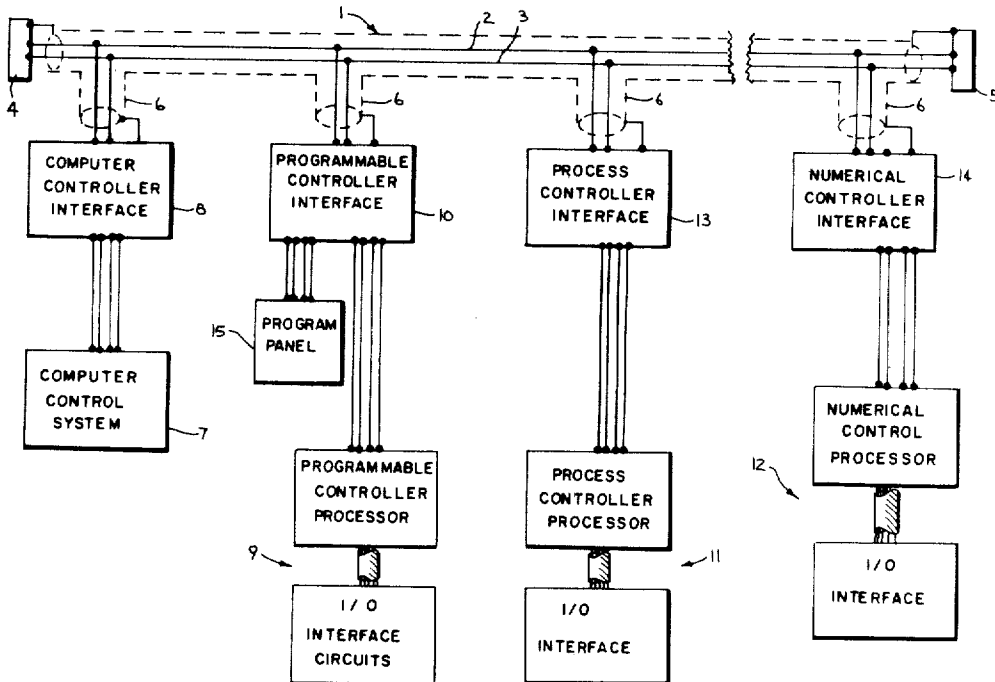 1
2
3
4
5
6
6
6
6
COMPUTER
CONTROLLER
INTERFACE
8
PROGRAMMABLE
CONTROLLER
INTERFACE
10
PROCESS
CONTROLLER
INTERFACE
13
NUMERICAL
CONTROLLER
INTERFACE
14
15
PROGRAM
PANEL
COMPUTER
CONTROL
SYSTEM
7
PROGRAMMABLE
CONTROLLER
PROCESSOR
PROCESS
CONTROLLER
PROCESSOR
NUMERICAL
CONTROL
PROCESSOR
12
9
I/O
INTERFACE
CIRCUITS
11
I/O
INTERFACE
I/O
INTERFACE